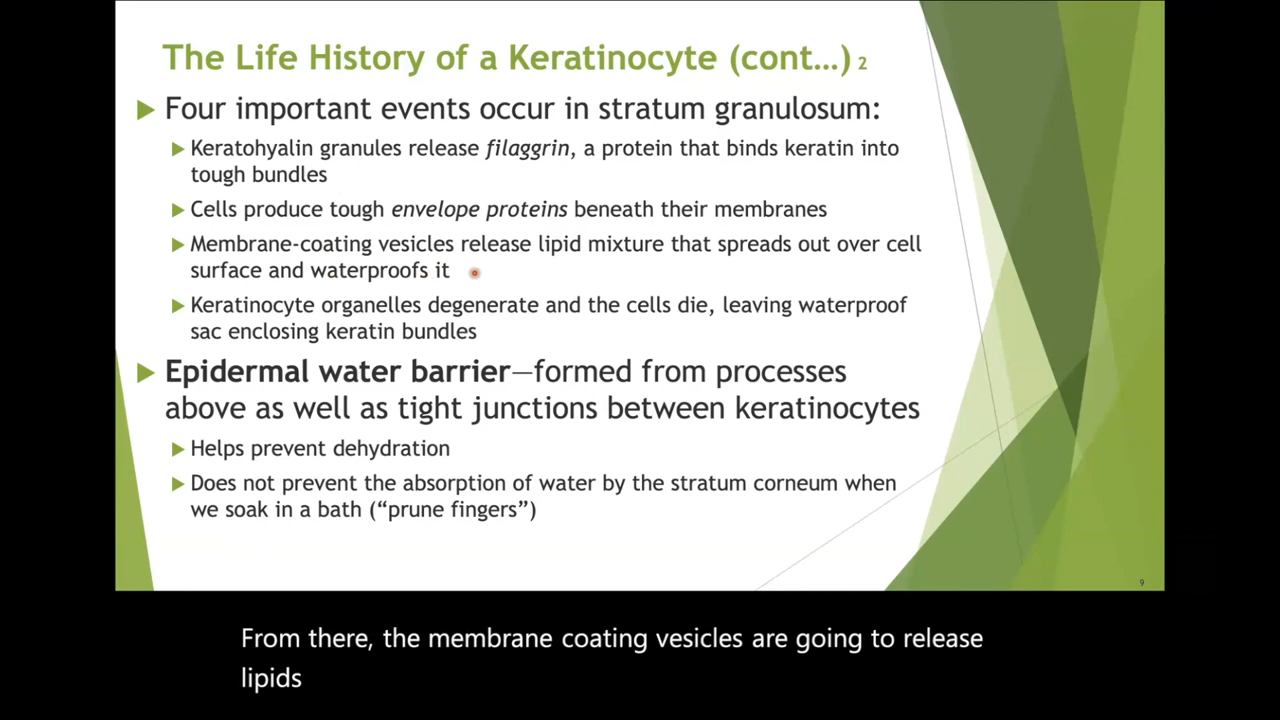 The Life History of a Keratinocyte (cont…) 2
Four important events occur in stratum granulosum:
Keratohyalin granules release filaggrin, a protein that binds keratin into
tough bundles
Cells produce tough envelope proteins beneath their membranes
Membrane-coating vesicles release lipid mixture that spreads out over cell
surface and waterproofs it
Keratinocyte organelles degenerate and the cells die, leaving waterproof
sac enclosing keratin bundles
Epidermal water barrier—formed from processes
above as well as tight junctions between keratinocytes
Helps prevent dehydration
Does not prevent the absorption of water by the stratum corneum when
we soak in a bath (“prune fingers”)
9
From there, the membrane coating vesicles are going to release
lipids